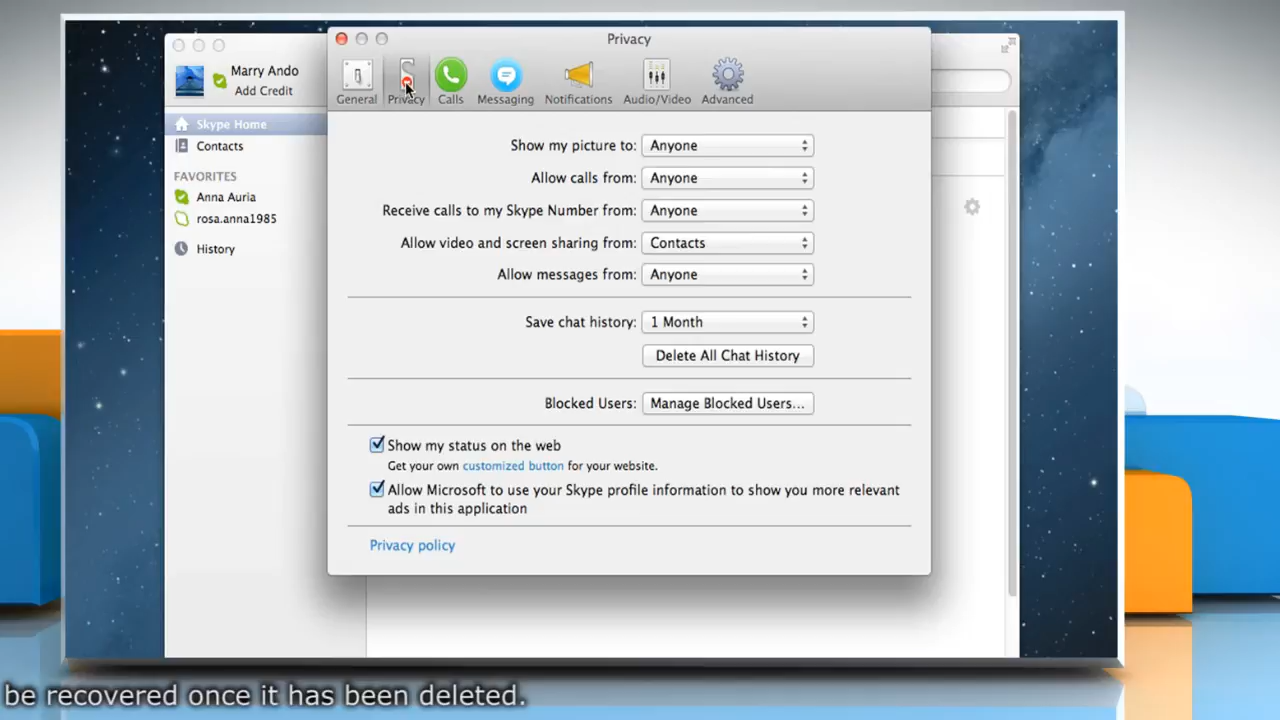 Privacy
Marry Ando
Add Credit
General
Privacy
Calls
Messaging
Notifications
Audio/Video
Advanced
Skype Home
Contacts
FAVORITES
Anna Auria
rosa.anna1985
History
Show my picture to: Anyone
Allow calls from: Anyone
Receive calls to my Skype Number from: Anyone
Allow video and screen sharing from: Contacts
Allow messages from: Anyone
Save chat history: 1 Month
Delete All Chat History
Blocked Users: Manage Blocked Users...
Show my status on the web
Get your own customized button for your website.
Allow Microsoft to use your Skype profile information to show you more relevant
ads in this application
Privacy policy
be recovered once it has been deleted.